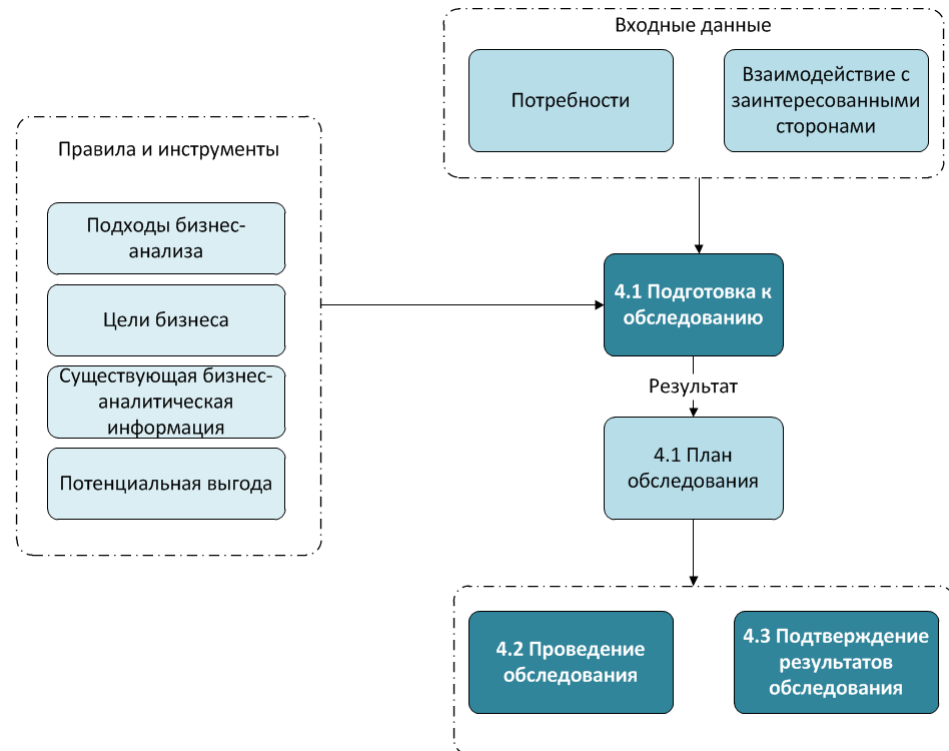 Входные данные
Потребности
Взаимодействие с
заинтересованными
сторонами
Правила и инструменты
Подходы бизнес-
анализа
Цели бизнеса
Существующая бизнес-
аналитическая
информация
Потенциальная выгода
4.1 Подготовка к
обследованию
Результат
4.1 План
обследования
4.2 Проведение
обследования
4.3 Подтверждение
результатов
обследования